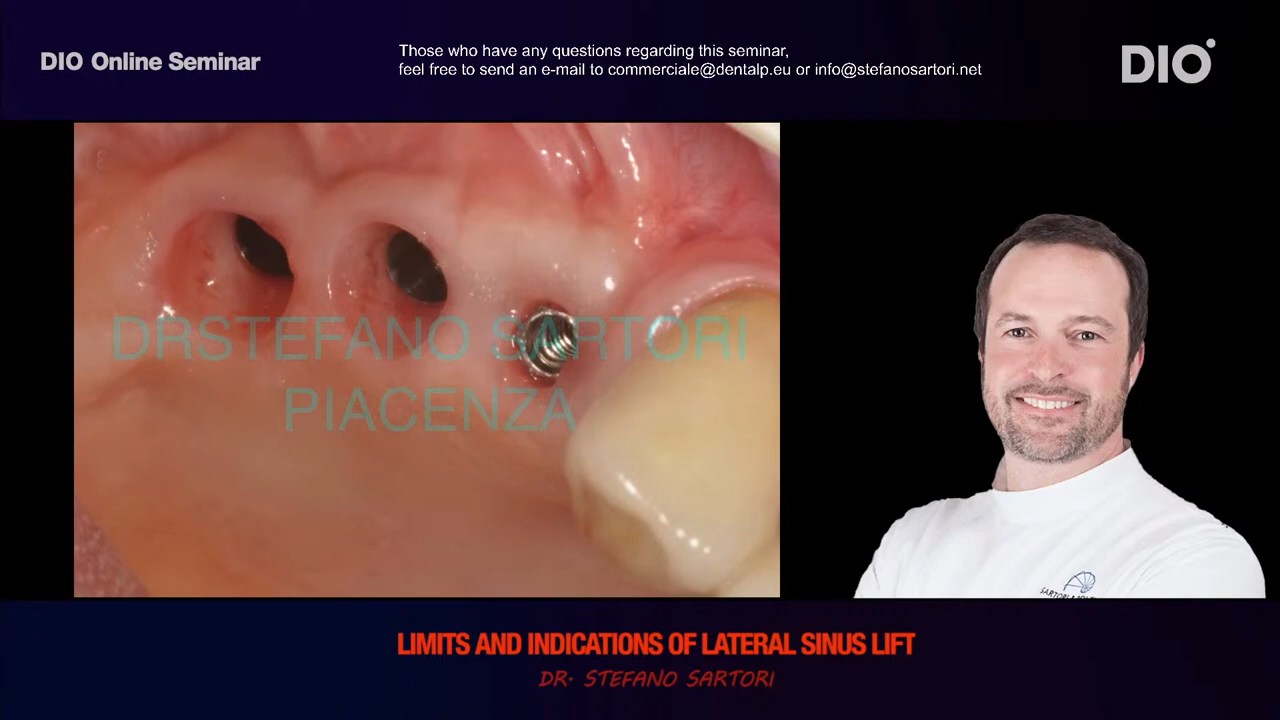 DIO Online Seminar
Those who have any questions regarding this seminar,
feel free to send an e-mail to commerciale@dentalp.eu or info@stefanosartori.net
DIO
DRSTEFANO SARTORI
PIACENZA
LIMITS AND INDICATIONS OF LATERAL SINUS LIFT
DR. STEFANO SARTORI